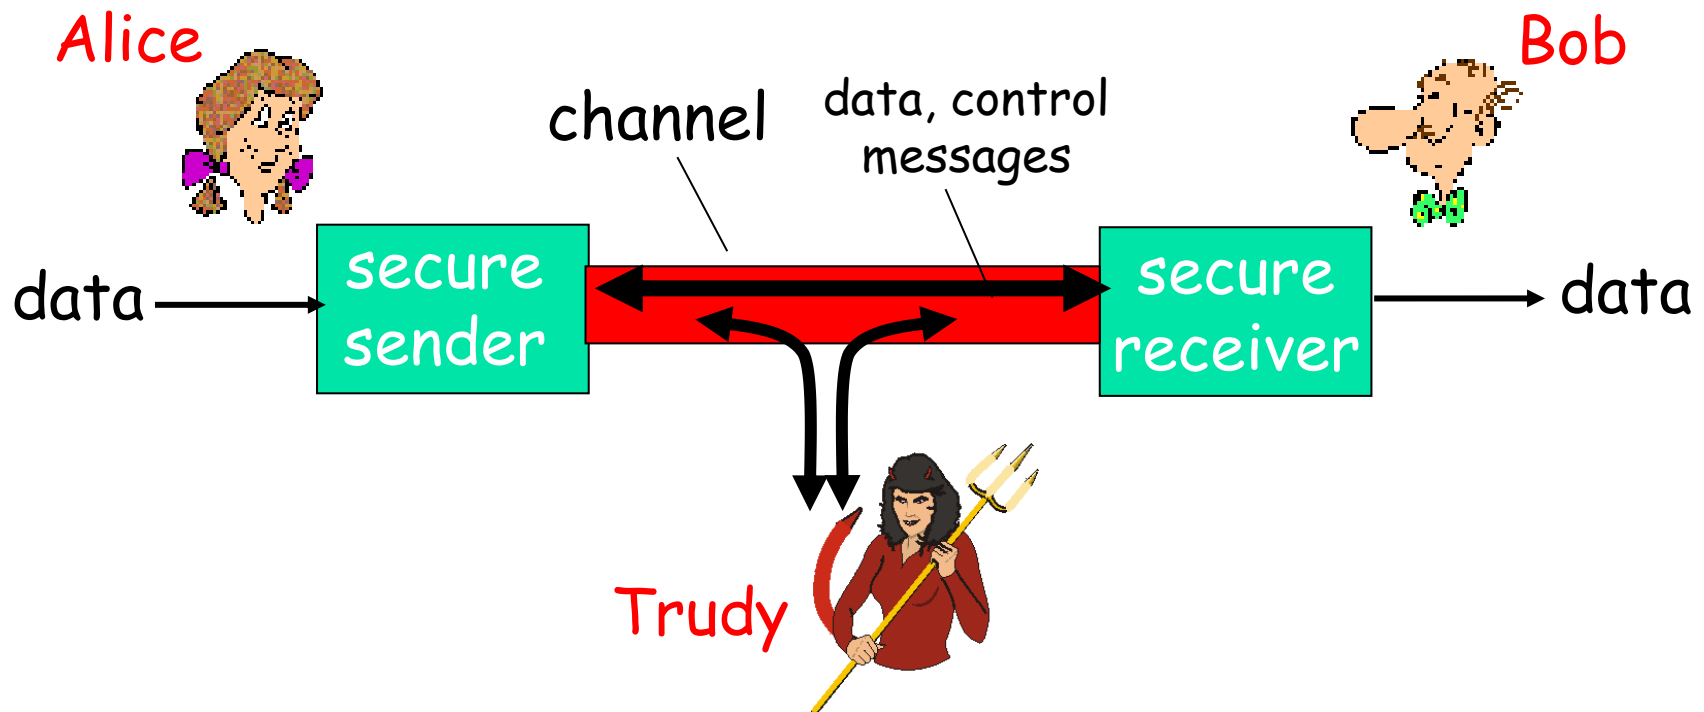 Alice
Bob
channel
data, control
messages
data
secure
sender
secure
receiver
data
Trudy